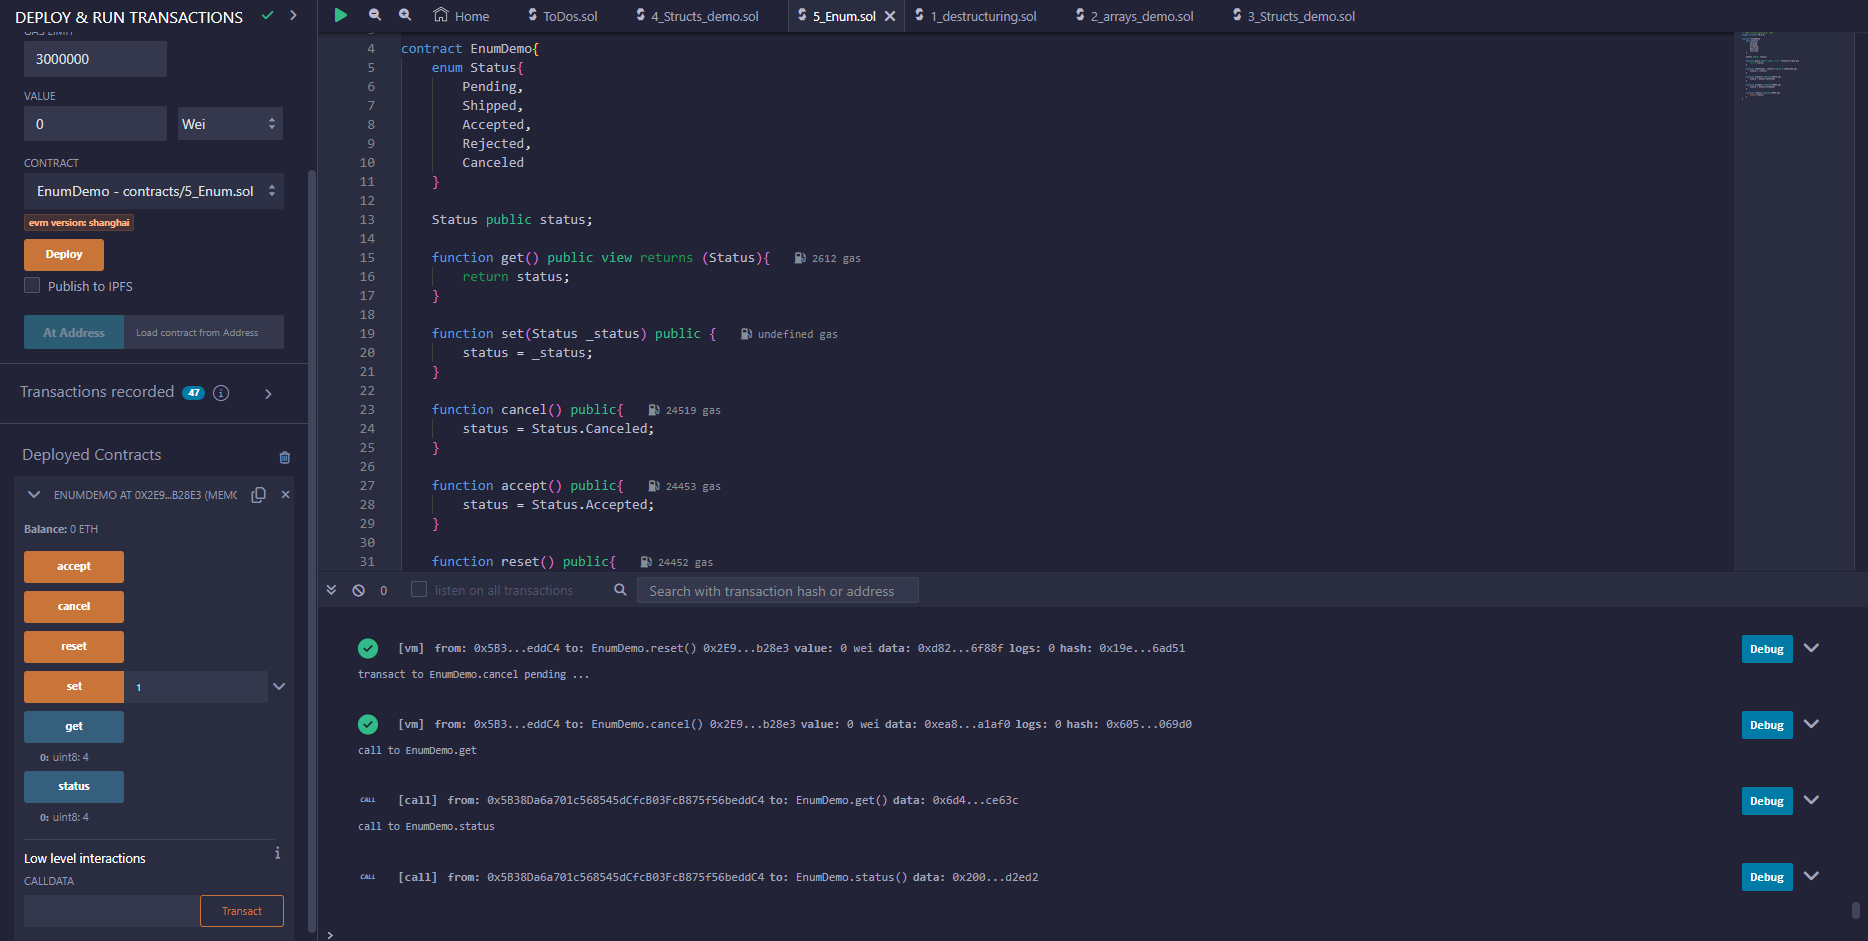 DEPLOY & RUN TRANSACTIONS
GAS LIMIT
3000000
VALUE
0
Wei
CONTRACT
EnumDemo - contracts/5_Enum.sol
evm version: shanghai
Deploy
Publish to IPFS
At Address
Load contract from Address
Transactions recorded 47
Deployed Contracts
ENUMDEMO AT 0X2E9...B28E3 (MEMO
Balance: 0 ETH
accept
cancel
reset
set
1
get
0: uint8: 4
status
0: uint8: 4
Low level interactions
CALLDATA
Transact
Home
ToDos.sol
4_Structs_demo.sol
5_Enum.sol
1_destructuring.sol
2_arrays_demo.sol
3_Structs_demo.sol
4 contract EnumDemo{
5 enum Status{
6 Pending,
7 Shipped,
8 Accepted,
9 Rejected,
10 Canceled
11 }
12
13 Status public status;
14
15 function get() public view returns (Status){ 2612 gas
16 return status;
17 }
18
19 function set(Status _status) public { undefined gas
20 status = _status;
21 }
22
23 function cancel() public{ 24519 gas
24 status = Status.Canceled;
25 }
26
27 function accept() public{ 24453 gas
28 status = Status.Accepted;
29 }
30
31 function reset() public{ 24452 gas
0
listen on all transactions
Search with transaction hash or address
[vm] from: 0x5B3...eddC4 to: EnumDemo.reset() 0x2E9...b28e3 value: 0 wei data: 0xd82...6f88f logs: 0 hash: 0x19e...6ad51
Debug
transact to EnumDemo.cancel pending ...
[vm] from: 0x5B3...eddC4 to: EnumDemo.cancel() 0x2E9...b28e3 value: 0 wei data: 0xea8...a1af0 logs: 0 hash: 0x605...069d0
Debug
call to EnumDemo.get
CALL [call] from: 0x5B38Da6a701c568545dCfcB03FcB875f56beddC4 to: EnumDemo.get() data: 0x6d4...ce63c
Debug
call to EnumDemo.status
CALL [call] from: 0x5B38Da6a701c568545dCfcB03FcB875f56beddC4 to: EnumDemo.status() data: 0x200...d2ed2
Debug
>